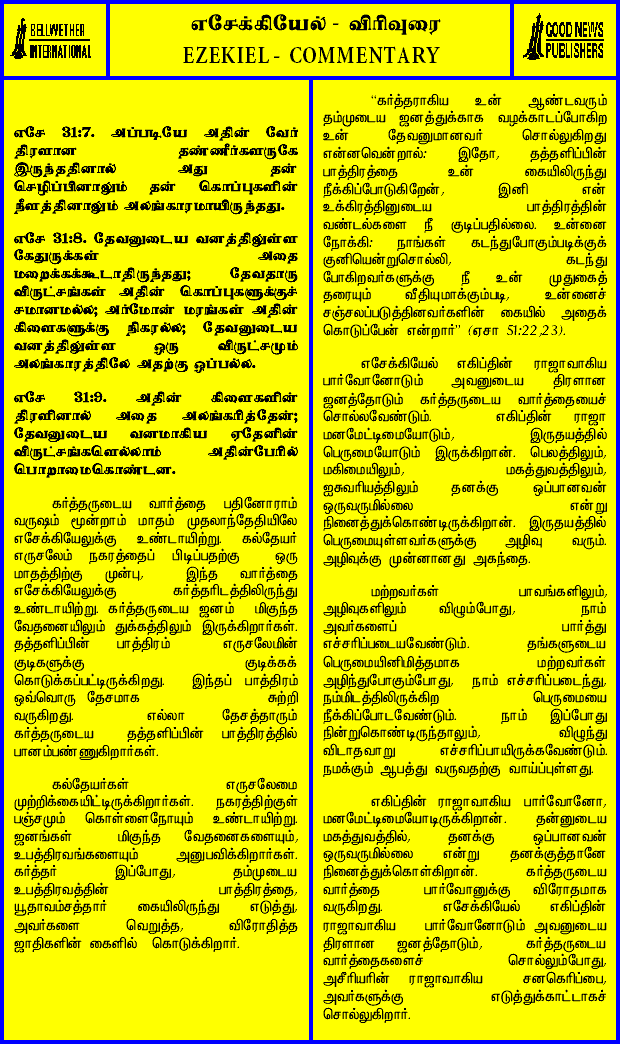 BELLWETHER
INTERNATIONAL
எசேக்கியேல் - விரிவுரை
EZEKIEL - COMMENTARY
GOOD NEWS
PUBLISHERS
எசே 31:7. அப்படியே அதின் வேர்
திரளான தண்ணீர்களருகே
இருந்ததினால் அது தன்
செழிப்பினாலும் தன் கொப்புகளின்
நீளத்தினாலும் அலங்காரமாயிருந்தது.
எசே 31:8. தேவனுடைய வனத்திலுள்ள
கேதுருக்கள் அதை
மறைக்கக்கூடாதிருந்தது; தேவதாரு
விருட்சங்கள் அதின் கொப்புகளுக்குச்
சமானமல்ல; அர்மோன் மரங்கள் அதின்
கிளைகளுக்கு நிகரல்ல; தேவனுடைய
வனத்திலுள்ள ஒரு விருட்சமும்
அலங்காரத்திலே அதற்கு ஒப்பல்ல.
எசே 31:9. அதின் கிளைகளின்
திரளினால் அதை அலங்கரித்தேன்;
தேவனுடைய வனமாகிய ஏதேனின்
விருட்சங்களெல்லாம் அதின்பேரில்
பொறாமைகொண்டன.
கர்த்தருடைய வார்த்தை பதினோராம்
வருஷம் மூன்றாம் மாதம் முதலாந்தேதியிலே
எசேக்கியேலுக்கு உண்டாயிற்று. கல்தேயர்
எருசலேம் நகரத்தைப் பிடிப்பதற்கு ஒரு
மாதத்திற்கு முன்பு, இந்த வார்த்தை
எசேக்கியேலுக்கு கர்த்தரிடத்திலிருந்து
உண்டாயிற்று. கர்த்தருடைய ஜனம் மிகுந்த
வேதனையிலும் துக்கத்திலும் இருக்கிறார்கள்.
தத்தளிப்பின் பாத்திரம் எருசலேமின்
குடிகளுக்கு குடிக்கக்
கொடுக்கப்பட்டிருக்கிறது. இந்தப் பாத்திரம்
ஒவ்வொரு தேசமாக சுற்றி
வருகிறது. எல்லா தேசத்தாரும்
கர்த்தருடைய தத்தளிப்பின் பாத்திரத்தில்
பானம்பண்ணுகிறார்கள்.
கல்தேயர்கள் எருசலேமை
முற்றிக்கையிட்டிருக்கிறார்கள். நகரத்திற்குள்
பஞ்சமும் கொள்ளைநோயும் உண்டாயிற்று.
ஜனங்கள் மிகுந்த வேதனைகளையும்,
உபத்திரவங்களையும் அனுபவிக்கிறார்கள்.
கர்த்தர் இப்போது, தம்முடைய
உபத்திரவத்தின் பாத்திரத்தை,
யூதாவம்சத்தார் கையிலிருந்து எடுத்து,
அவர்களை வெறுத்த, விரோதித்த
ஜாதிகளின் கைளில் கொடுக்கிறார்.
“கர்த்தராகிய உன் ஆண்டவரும்
தம்முடைய ஜனத்துக்காக வழக்காடப்போகிற
உன் தேவனுமானவர் சொல்லுகிறது
என்னவென்றால்: இதோ, தத்தளிப்பின்
பாத்திரத்தை உன் கையிலிருந்து
நீக்கிப்போடுகிறேன், இனி என்
உக்கிரத்தினுடைய பாத்திரத்தின்
வண்டல்களை நீ குடிப்பதில்லை. உன்னை
நோக்கி: நாங்கள் கடந்துபோகும்படிக்குக்
குனியென்றுசொல்லி, கடந்து
போகிறவர்களுக்கு நீ உன் முதுகைத்
தரையும் வீதியுமாக்கும்படி, உன்னைச்
சஞ்சலப்படுத்தினவர்களின் கையில் அதைக்
கொடுப்பேன் என்றார்” (ஏசா 51:22,23).
எசேக்கியேல் எகிப்தின் ராஜாவாகிய
பார்வோனோடும் அவனுடைய திரளான
ஜனத்தோடும் கர்த்தருடைய வார்த்தையைச்
சொல்லவேண்டும். எகிப்தின் ராஜா
மனமேட்டிமையோடும், இருதயத்தில்
பெருமையோடும் இருக்கிறான். பெலத்திலும்,
மகிமையிலும், மகத்துவத்திலும்,
ஐசுவரியத்திலும் தனக்கு ஒப்பானவன்
ஒருவருமில்லை என்று
நினைத்துக்கொண்டிருக்கிறான். இருதயத்தில்
பெருமையுள்ளவர்களுக்கு அழிவு வரும்.
அழிவுக்கு முன்னானது அகந்தை.
மற்றவர்கள் பாவங்களிலும்,
அழிவுகளிலும் விழும்போது, நாம்
அவர்களைப் பார்த்து
எச்சரிப்படையவேண்டும். தங்களுடைய
பெருமையினிமித்தமாக மற்றவர்கள்
அழிந்துபோகும்போது, நாம் எச்சரிப்படைந்து,
நம்மிடத்திலிருக்கிற பெருமையை
நீக்கிப்போடவேண்டும். நாம் இப்போது
நின்றுகொண்டிருந்தாலும், விழுந்து
விடாதவாறு எச்சரிப்பாயிருக்கவேண்டும்.
நமக்கும் ஆபத்து வருவதற்கு வாய்ப்புள்ளது.
எகிப்தின் ராஜாவாகிய பார்வோனோ,
மனமேட்டிமையோடிருக்கிறான். தன்னுடைய
மகத்துவத்தில், தனக்கு ஒப்பானவன்
ஒருவருமில்லை என்று தனக்குத்தானே
நினைத்துக்கொள்கிறான். கர்த்தருடைய
வார்த்தை பார்வோனுக்கு விரோதமாக
வருகிறது. எசேக்கியேல் எகிப்தின்
ராஜாவாகிய பார்வோனோடும் அவனுடைய
திரளான ஜனத்தோடும், கர்த்தருடைய
வார்த்தைகளைச் சொல்லும்போது,
அசீரியரின் ராஜாவாகிய சனகெரிப்பை,
அவர்களுக்கு எடுத்துக்காட்டாகச்
சொல்லுகிறார்.